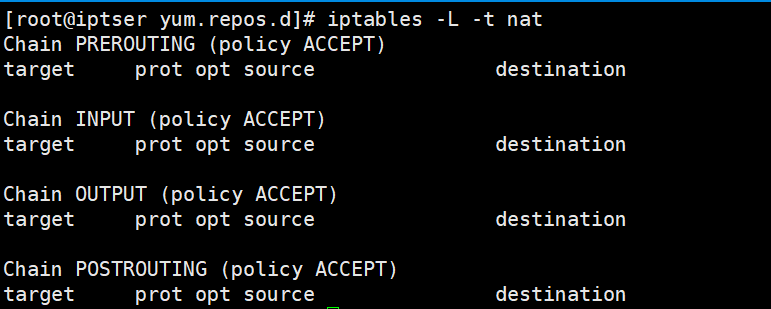 [root@iptser yum.repos.d]# iptables -L -t nat
Chain PREROUTING (policy ACCEPT)
target     prot opt source               destination

Chain INPUT (policy ACCEPT)
target     prot opt source               destination

Chain OUTPUT (policy ACCEPT)
target     prot opt source               destination

Chain POSTROUTING (policy ACCEPT)
target     prot opt source               destination